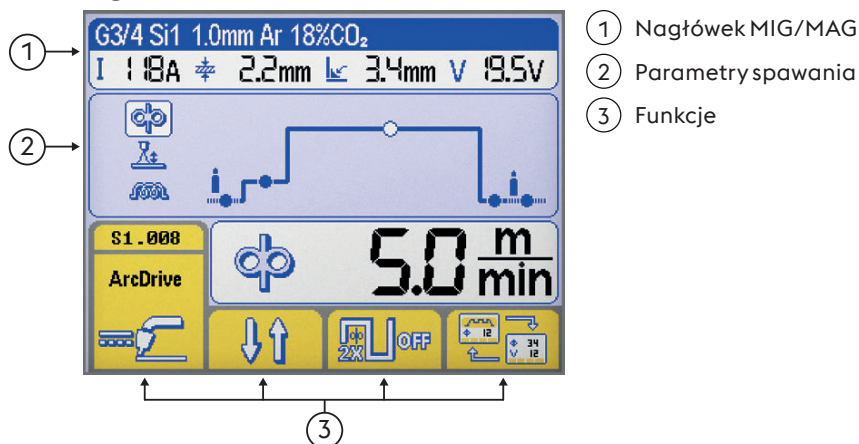 G3/4 Si1 1.0mm Ar 18%CO₂
I 118A 2.2mm 3.4mm V 19.5V
S1.008
ArcDrive
5.0 m/min
2X OFF
12
34
V 12
1 Nagłówek MIG/MAG
2 Parametry spawania
3 Funkcje
1
2
3